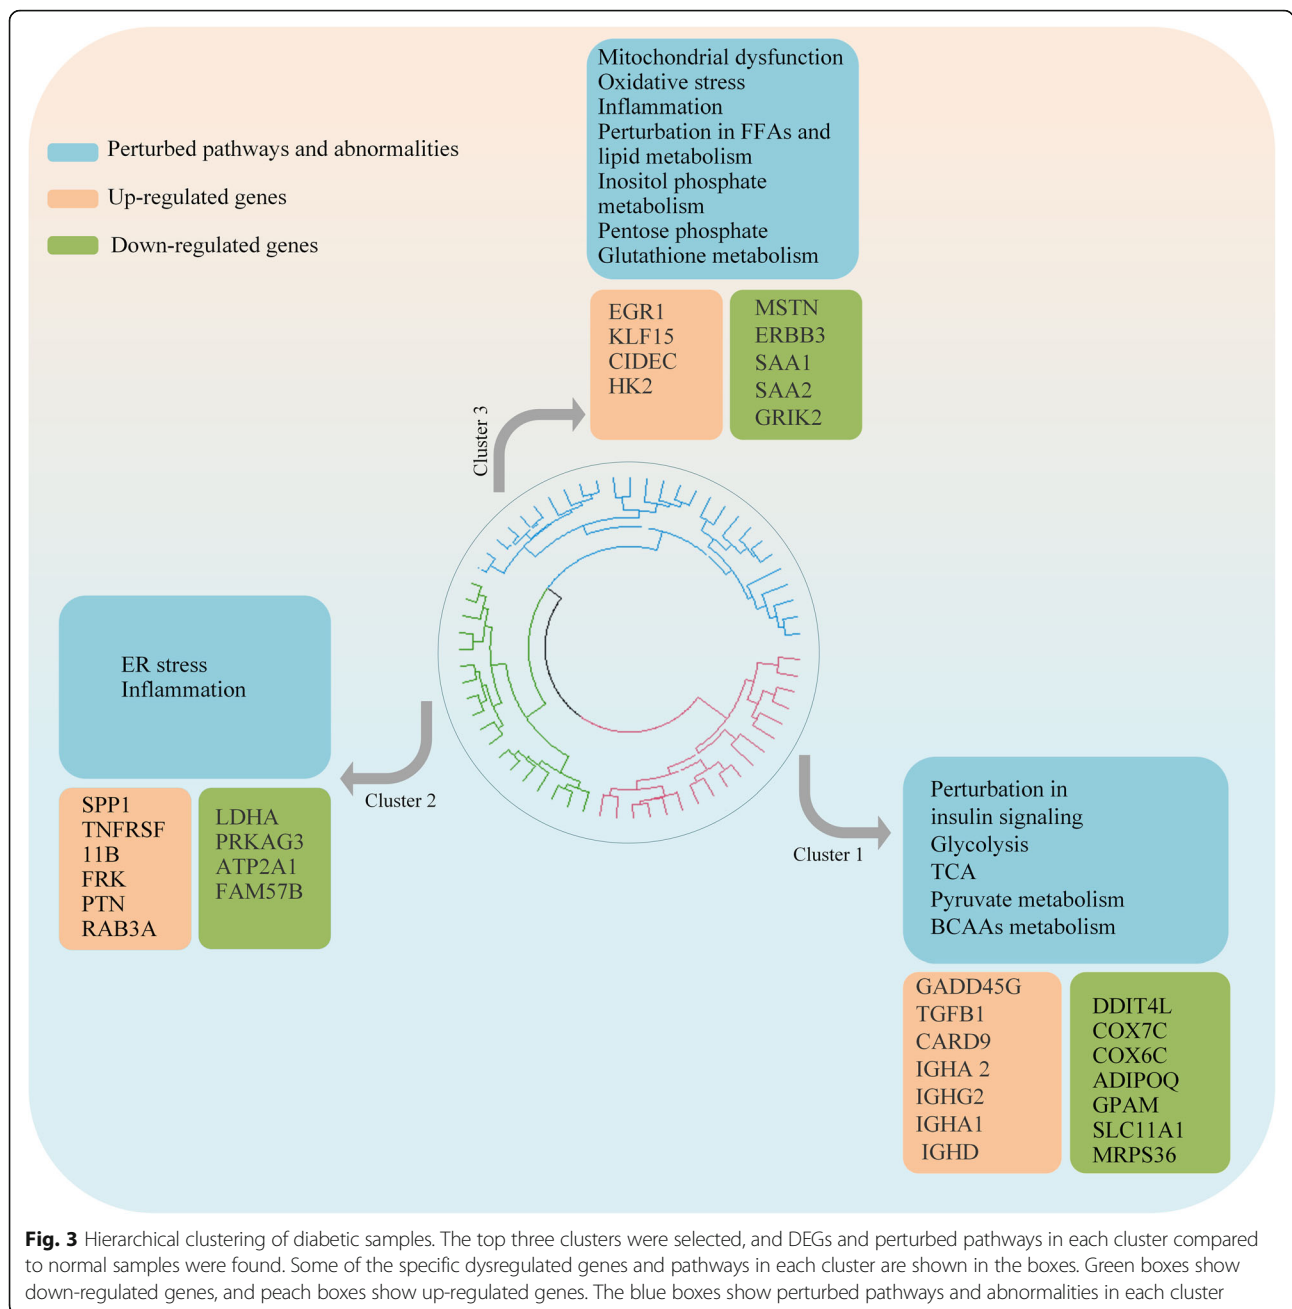 Perturbed pathways and abnormalities
Up-regulated genes
Down-regulated genes
Mitochondrial dysfunction
Oxidative stress
Inflammation
Perturbation in FFAs and
lipid metabolism
Inositol phosphate
metabolism
Pentose phosphate
Glutathione metabolism
EGR1
KLF15
CIDEC
HK2
MSTN
ERBB3
SAA1
SAA2
GRIK2
Cluster 3
ER stress
Inflammation
Cluster 2
SPP1
TNFRSF
11B
FRK
PTN
RAB3A
LDHA
PRKAG3
ATP2A1
FAM57B
Cluster 1
Perturbation in
insulin signaling
Glycolysis
TCA
Pyruvate metabolism
BCAAs metabolism
GADD45G
TGFB1
CARD9
IGHA 2
IGHG2
IGHA1
IGHD
DDIT4L
COX7C
COX6C
ADIPOQ
GPAM
SLC11A1
MRPS36
Fig. 3 Hierarchical clustering of diabetic samples. The top three clusters were selected, and DEGs and perturbed pathways in each cluster compared
to normal samples were found. Some of the specific dysregulated genes and pathways in each cluster are shown in the boxes. Green boxes show
down-regulated genes, and peach boxes show up-regulated genes. The blue boxes show perturbed pathways and abnormalities in each cluster